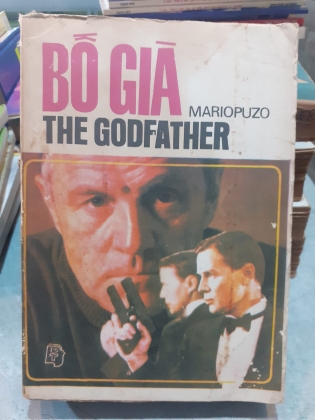 BỐ GIÀ
MARIOPUZO
THE GODFATHER